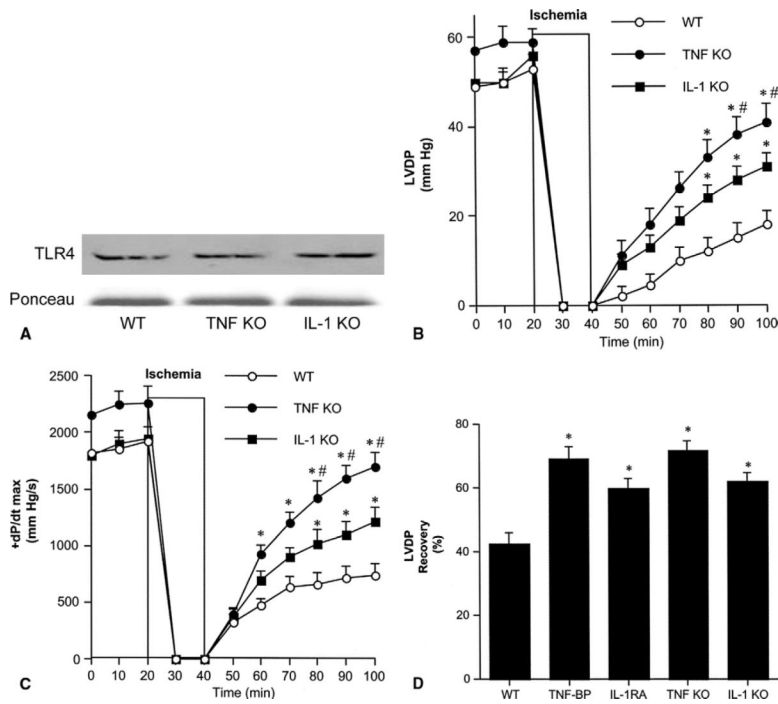 TLR4
Ponceau
WT TNF KO IL-1 KO
A
Ischemia
WT
TNF KO
IL-1 KO
60
40
20
0
LVDP
(mm Hg)
* * # * #
* * *
0 10 20 30 40 50 60 70 80 90 100
Time (min)
B
Ischemia
WT
TNF KO
IL-1 KO
2500
2000
1500
1000
500
0
+dP/dt max
(mm Hg/s)
* * * # * # * #
* * *
0 10 20 30 40 50 60 70 80 90 100
Time (min)
C
80
60
40
20
0
LVDP
Recovery
(%)
* * * *
WT TNF-BP IL-1RA TNF KO IL-1 KO
D